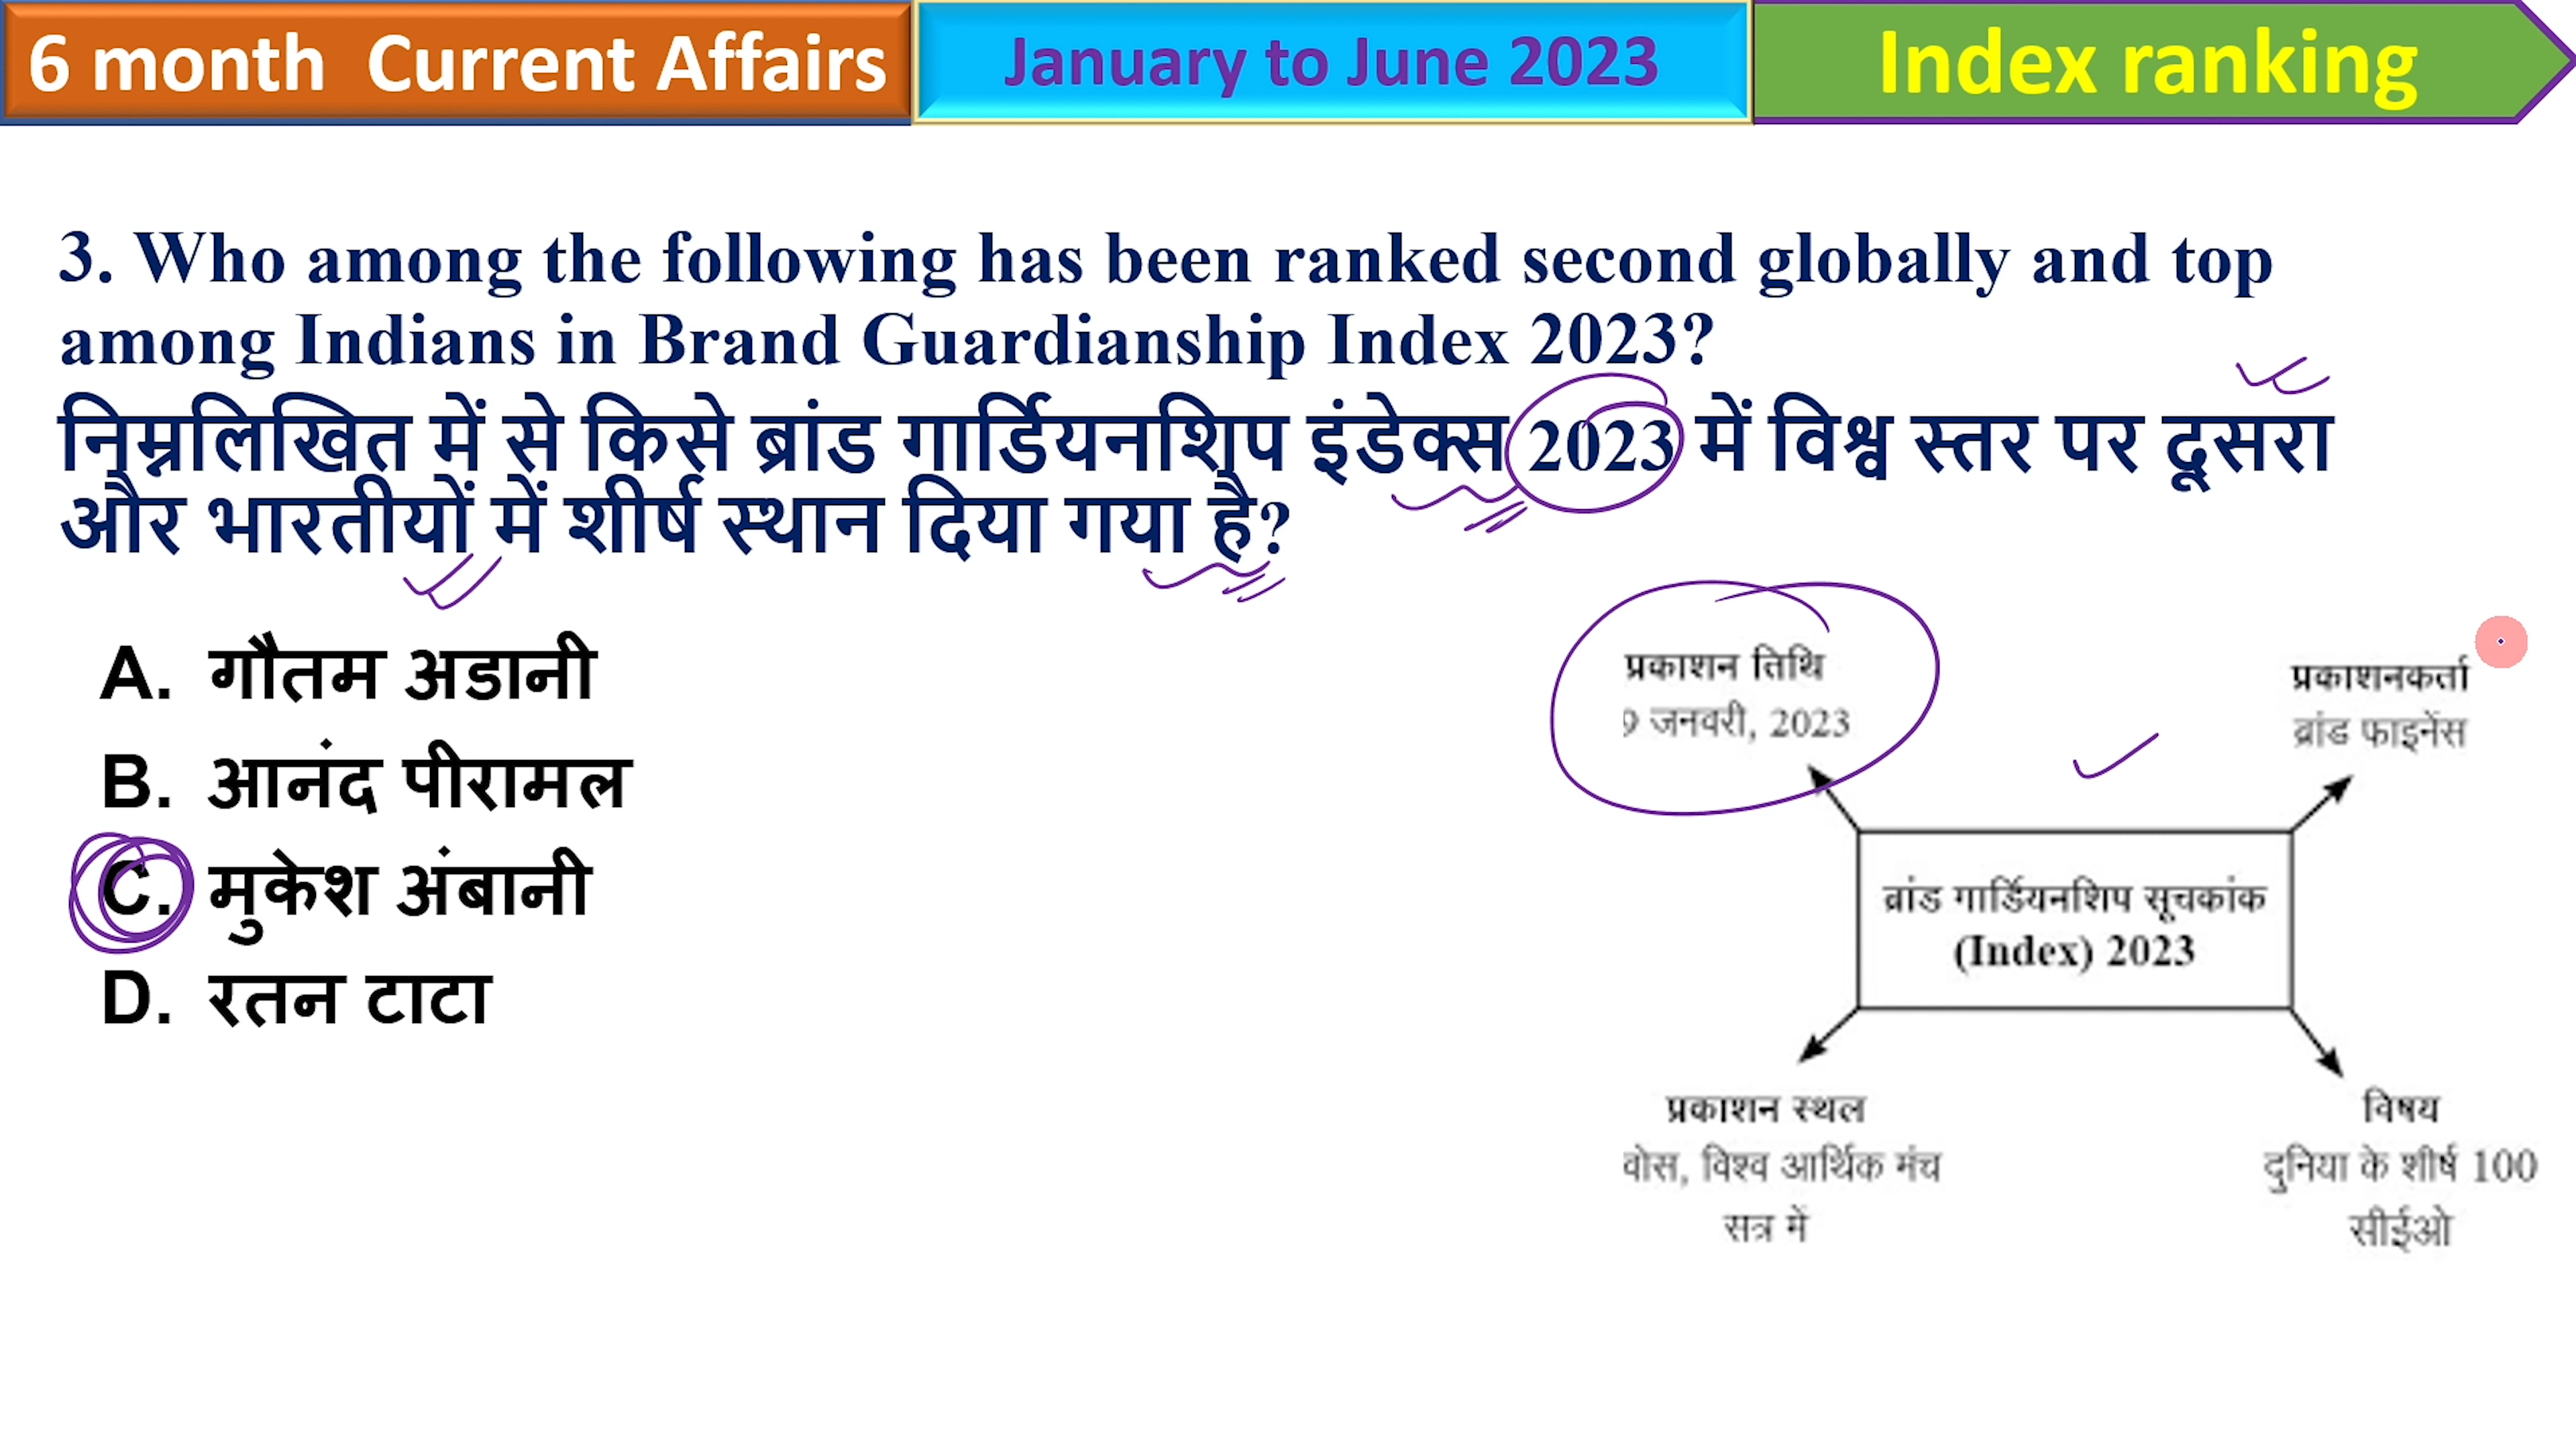 6 month Current Affairs
January to June 2023
Index ranking
3. Who among the following has been ranked second globally and top
among Indians in Brand Guardianship Index 2023?
निम्नलिखित में से किसे ब्रांड गार्डियनशिप इंडेक्स 2023 में विश्व स्तर पर दूसरा
और भारतीयों में शीर्ष स्थान दिया गया है?
A. गौतम अडानी
B. आनंद पीरामल
C. मुकेश अंबानी
D. रतन टाटा
प्रकाशन तिथि
9 जनवरी, 2023
प्रकाशनकर्ता
ब्रांड फाइनेंस
ब्रांड गार्डियनशिप सूचकांक
(Index) 2023
प्रकाशन स्थल
वोस, विश्व आर्थिक मंच
सत्र में
विषय
दुनिया के शीर्ष 100
सीईओ